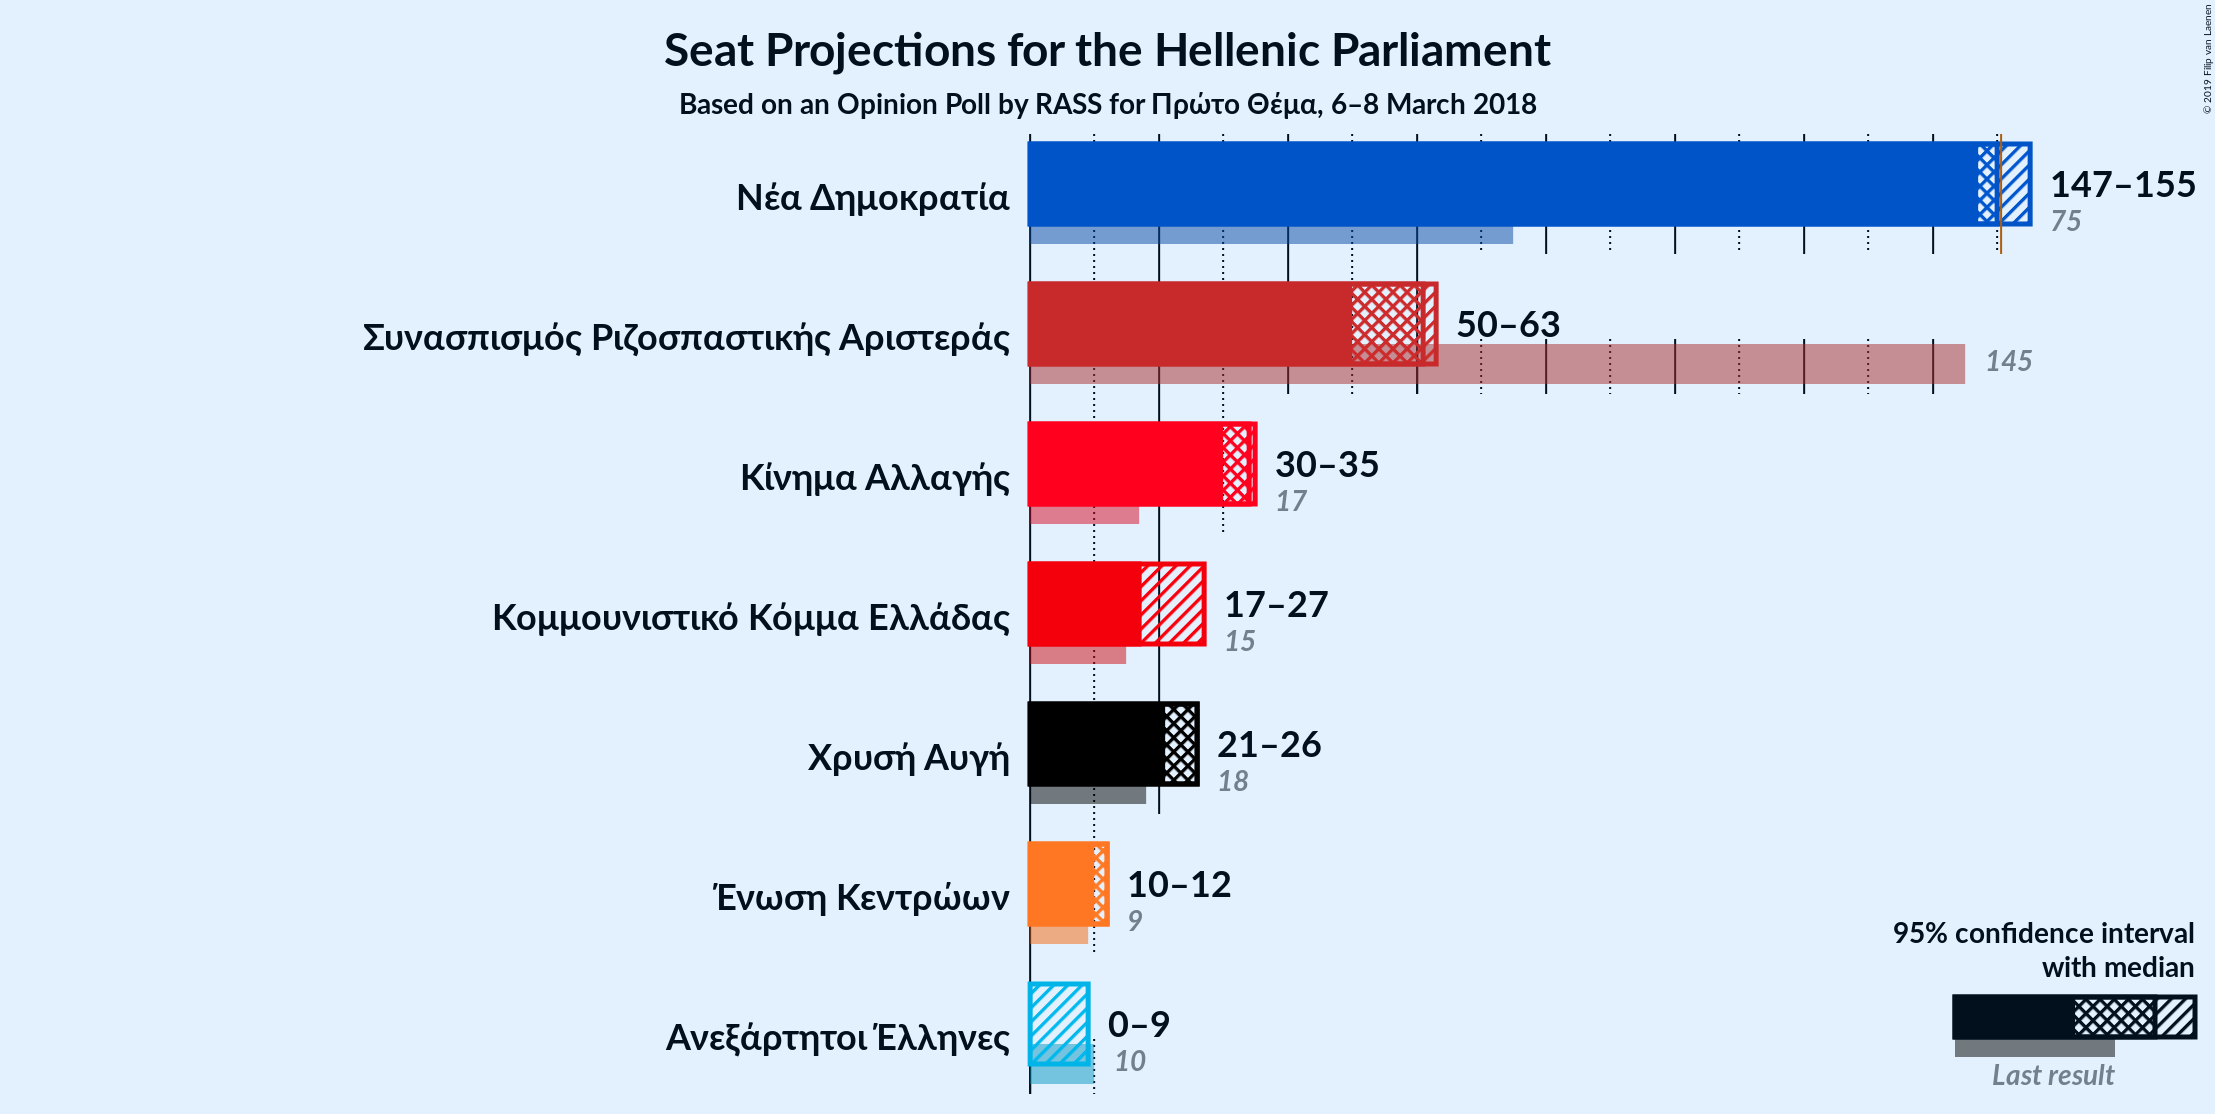 Seat Projections for the Hellenic Parliament
Based on an Opinion Poll by RASS for Πρώτο Θέμα, 6–8 March 2018
© 2019 Filip van Laenen
Νέα Δημοκρατία
147–155
75
Συνασπισμός Ριζοσπαστικής Αριστεράς
50–63
145
Κίνημα Αλλαγής
30–35
17
Κομμουνιστικό Κόμμα Ελλάδας
17–27
15
Χρυσή Αυγή
21–26
18
Ένωση Κεντρώων
10–12
9
Ανεξάρτητοι Έλληνες
0–9
10
95% confidence interval
with median
Last result